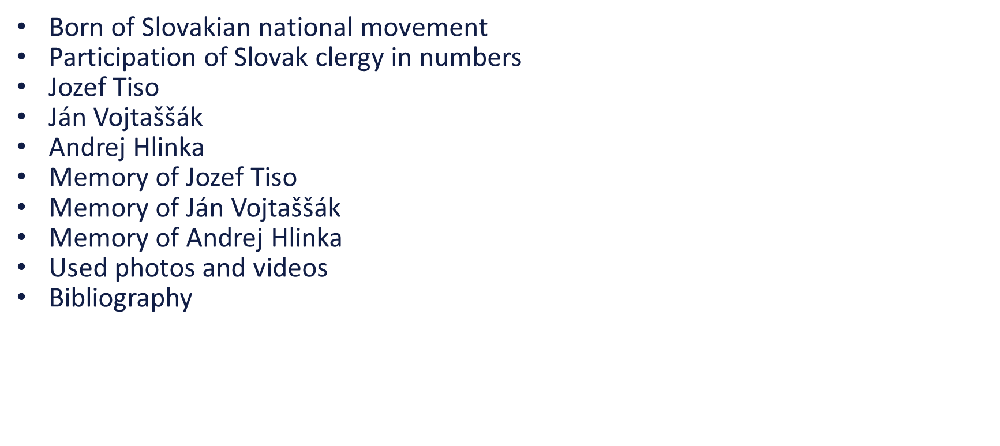 • Born of Slovakian national movement
• Participation of Slovak clergy in numbers
• Jozef Tiso
• Ján Vojtaššák
• Andrej Hlinka
• Memory of Jozef Tiso
• Memory of Ján Vojtaššák
• Memory of Andrej Hlinka
• Used photos and videos
• Bibliography